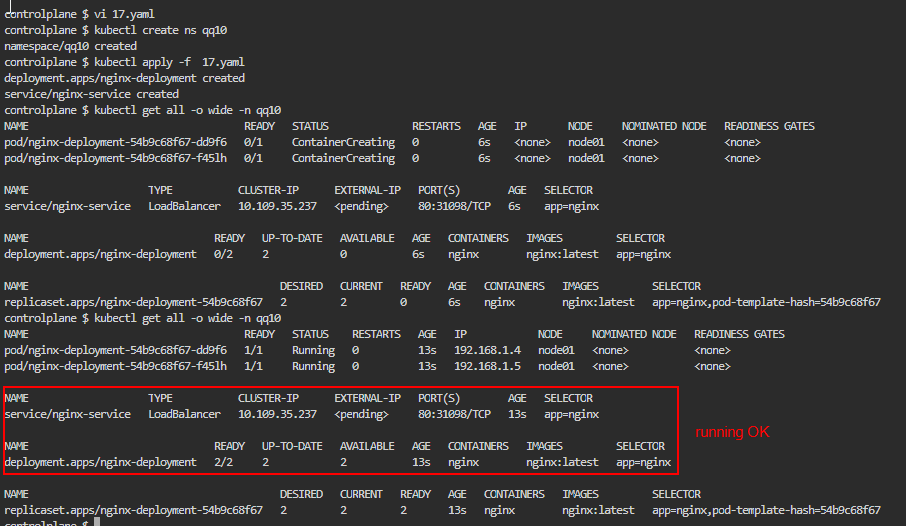 controlplane $ vi 17.yaml
controlplane $ kubectl create ns qq10
namespace/qq10 created
controlplane $ kubectl apply -f  17.yaml
deployment.apps/nginx-deployment created
service/nginx-service created
controlplane $ kubectl get all -o wide -n qq10
NAME                                    READY   STATUS              RESTARTS   AGE   IP       NODE     NOMINATED NODE   READINESS GATES
pod/nginx-deployment-54b9c68f67-dd9f6   0/1     ContainerCreating   0          6s    <none>   node01   <none>           <none>
pod/nginx-deployment-54b9c68f67-f45lh   0/1     ContainerCreating   0          6s    <none>   node01   <none>           <none>
NAME                    TYPE           CLUSTER-IP      EXTERNAL-IP   PORT(S)        AGE   SELECTOR
service/nginx-service   LoadBalancer   10.109.35.237   <pending>     80:31098/TCP   6s    app=nginx
NAME                               READY   UP-TO-DATE   AVAILABLE   AGE   CONTAINERS   IMAGES         SELECTOR
deployment.apps/nginx-deployment   0/2     2            0           6s    nginx        nginx:latest   app=nginx
NAME                                          DESIRED   CURRENT   READY   AGE   CONTAINERS   IMAGES         SELECTOR
replicaset.apps/nginx-deployment-54b9c68f67   2         2         0       6s    nginx        nginx:latest   app=nginx,pod-template-hash=54b9c68f67
controlplane $ kubectl get all -o wide -n qq10
NAME                                    READY   STATUS    RESTARTS   AGE   IP            NODE     NOMINATED NODE   READINESS GATES
pod/nginx-deployment-54b9c68f67-dd9f6   1/1     Running   0          13s   192.168.1.4   node01   <none>           <none>
pod/nginx-deployment-54b9c68f67-f45lh   1/1     Running   0          13s   192.168.1.5   node01   <none>           <none>
NAME                    TYPE           CLUSTER-IP      EXTERNAL-IP   PORT(S)        AGE   SELECTOR
service/nginx-service   LoadBalancer   10.109.35.237   <pending>     80:31098/TCP   13s   app=nginx
running OK
NAME                               READY   UP-TO-DATE   AVAILABLE   AGE   CONTAINERS   IMAGES         SELECTOR
deployment.apps/nginx-deployment   2/2     2            2           13s   nginx        nginx:latest   app=nginx
NAME                                          DESIRED   CURRENT   READY   AGE   CONTAINERS   IMAGES         SELECTOR
replicaset.apps/nginx-deployment-54b9c68f67   2         2         2       13s   nginx        nginx:latest   app=nginx,pod-template-hash=54b9c68f67
controlplane $